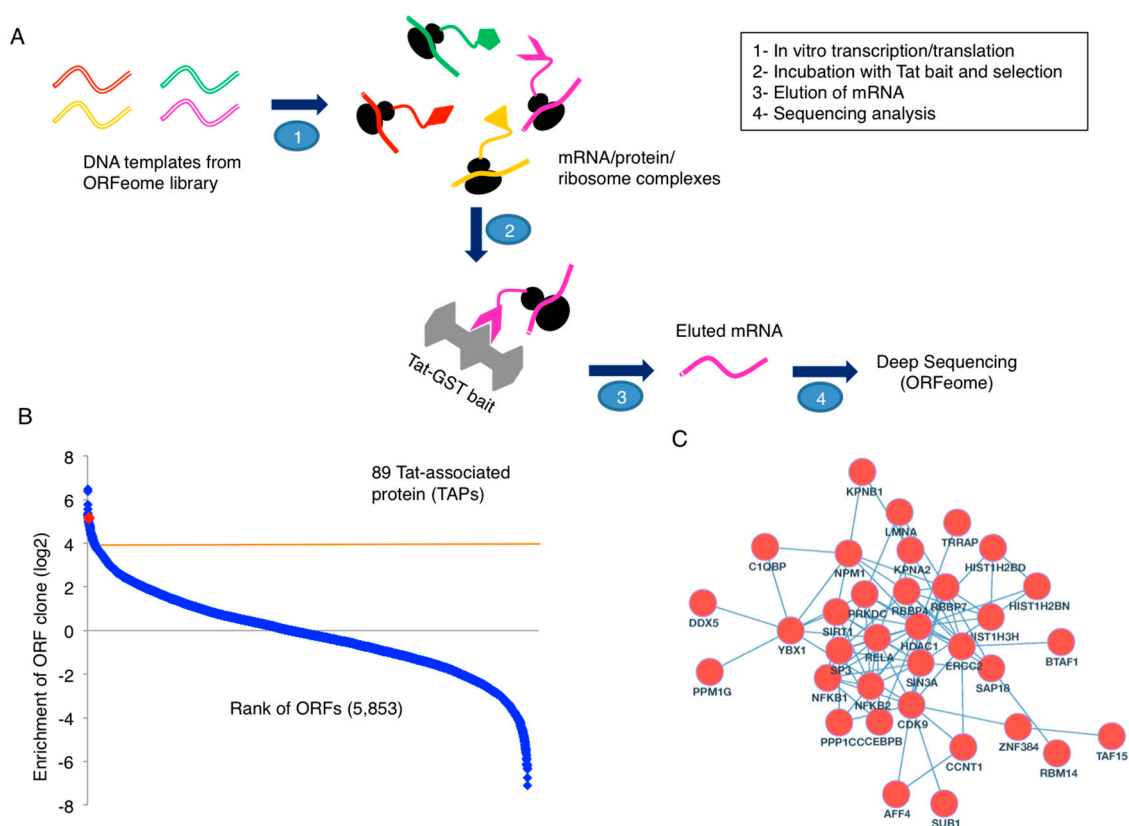 A
1- In vitro transcription/translation
2- Incubation with Tat bait and selection
3- Elution of mRNA
4- Sequencing analysis
1
DNA templates from
ORFeome library
mRNA/protein/
ribosome complexes
2
Tat-GST bait
3
Eluted mRNA
4
Deep Sequencing
(ORFeome)
B
Enrichment of ORF clone (log2)
8
6
4
2
0
-2
-4
-6
-8
89 Tat-associated
protein (TAPs)
Rank of ORFs (5,853)
C
KPNB1
LMNA
TRRAP
C1QBP
NPM1
KPNA2
HIST1H2BD
DDX5
PRKDC
RBBP4
RBBP7
HIST1H2BN
YBX1
SIRT1
HDAC1
HIST1H3H
SP3
RELA
ERCC2
BTAF1
PPM1G
NFKB1
NFKB2
SIN3A
SAP18
CDK9
PPP1CC
CEBPB
ZNF384
TAF15
CCNT1
RBM14
AFF4
SUB1